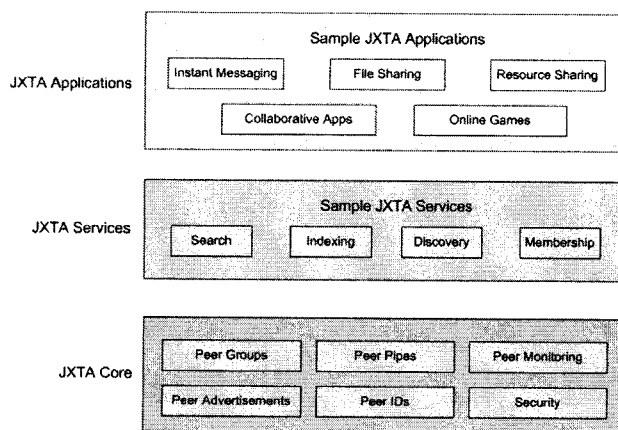 Sample JXTA Applications
JXTA Applications
Instant Messaging
File Sharing
Resource Sharing
Collaborative Apps
Online Games
Sample JXTA Services
JXTA Services
Search
Indexing
Discovery
Membership
JXTA Core
Peer Groups
Peer Pipes
Peer Monitoring
Peer Advertisements
Peer IDs
Security